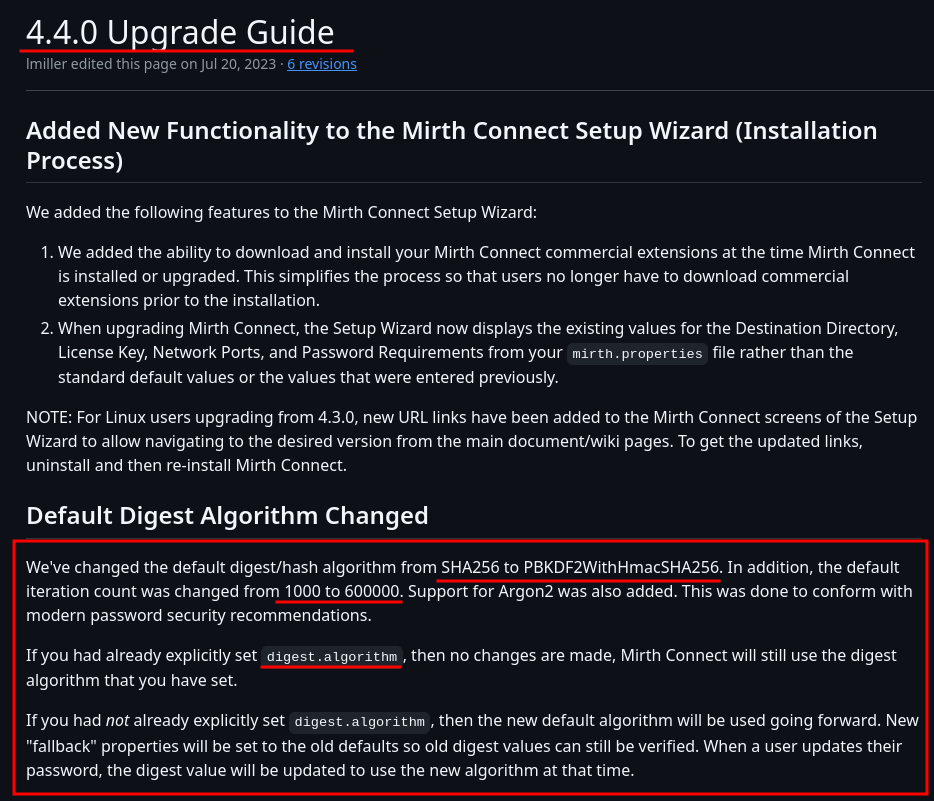 4.4.0 Upgrade Guide
lmiller edited this page on Jul 20, 2023 · 6 revisions
Added New Functionality to the Mirth Connect Setup Wizard (Installation
Process)
We added the following features to the Mirth Connect Setup Wizard:
1. We added the ability to download and install your Mirth Connect commercial extensions at the time Mirth Connect
is installed or upgraded. This simplifies the process so that users no longer have to download commercial
extensions prior to the installation.
2. When upgrading Mirth Connect, the Setup Wizard now displays the existing values for the Destination Directory,
License Key, Network Ports, and Password Requirements from your mirth.properties file rather than the
standard default values or the values that were entered previously.
NOTE: For Linux users upgrading from 4.3.0, new URL links have been added to the Mirth Connect screens of the Setup
Wizard to allow navigating to the desired version from the main document/wiki pages. To get the updated links,
uninstall and then re-install Mirth Connect.
Default Digest Algorithm Changed
We've changed the default digest/hash algorithm from SHA256 to PBKDF2WithHmacSHA256. In addition, the default
iteration count was changed from 1000 to 600000. Support for Argon2 was also added. This was done to conform with
modern password security recommendations.
If you had already explicitly set digest.algorithm, then no changes are made, Mirth Connect will still use the digest
algorithm that you have set.
If you had not already explicitly set digest.algorithm, then the new default algorithm will be used going forward. New
"fallback" properties will be set to the old defaults so old digest values can still be verified. When a user updates their
password, the digest value will be updated to use the new algorithm at that time.